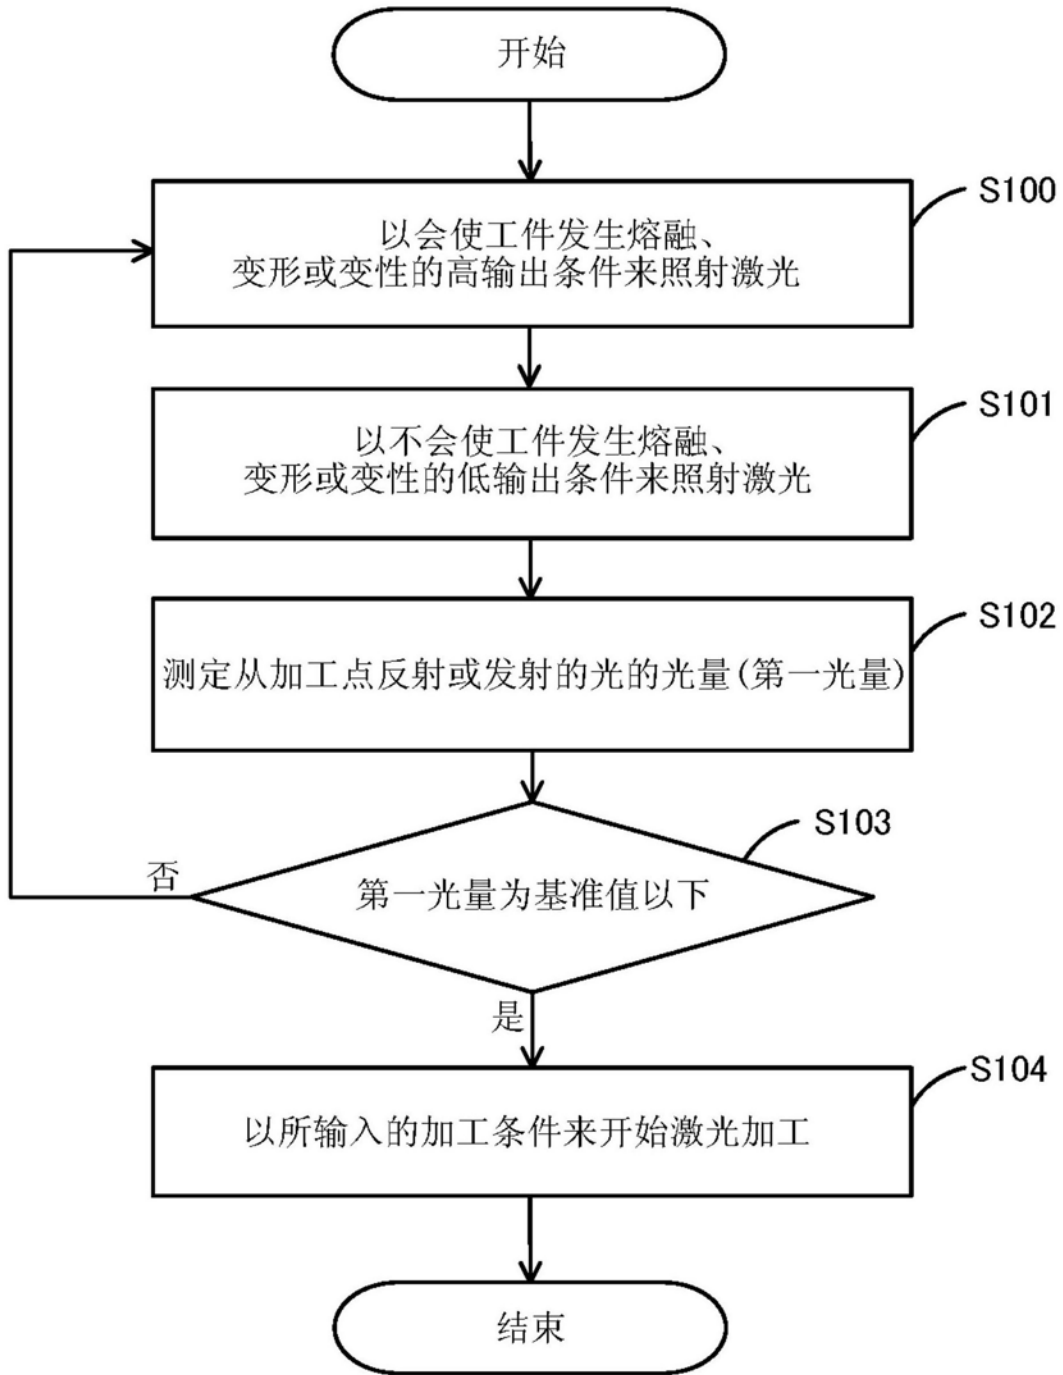 开始
S100
以会使工件发生熔融、
变形或变性的高输出条件来照射激光
S101
以不会使工件发生熔融、
变形或变性的低输出条件来照射激光
S102
测定从加工点反射或发射的光的光量(第一光量)
S103
否
第一光量为基准值以下
是
S104
以所输入的加工条件来开始激光加工
结束